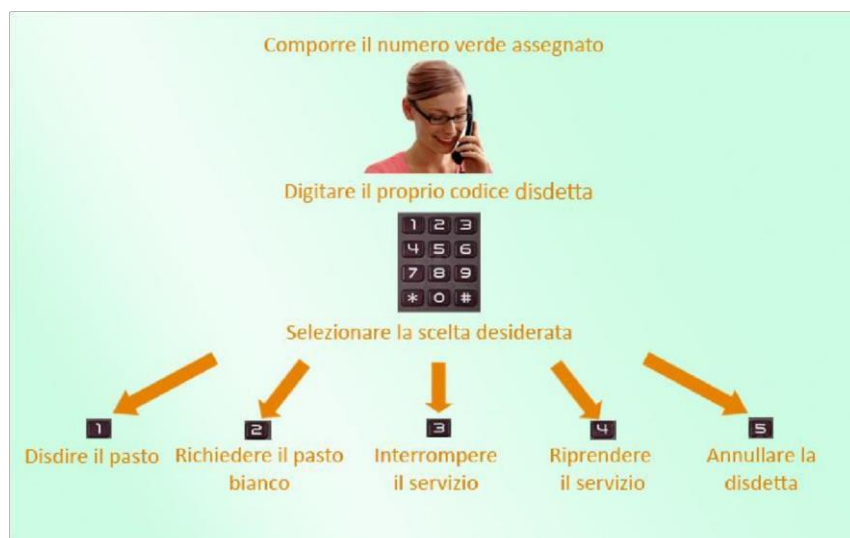 Comporre il numero verde assegnato
Digitare il proprio codice disdetta
1 2 3
4 5 6
7 8 9
* 0 #
Selezionare la scelta desiderata
1
Disdire il pasto
2
Richiedere il pasto
bianco
3
Interrompere
il servizio
4
Riprendere
il servizio
5
Annullare la
disdetta